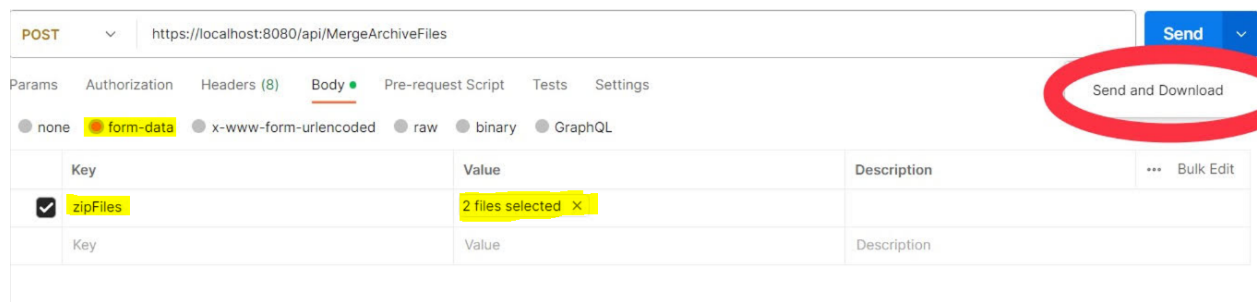 POST https://localhost:8080/api/MergeArchiveFiles Send
Params Authorization Headers (8) Body Pre-request Script Tests Settings
Send and Download
none form-data x-www-form-urlencoded raw binary GraphQL
Key Value Description ••• Bulk Edit
zipFiles 2 files selected ×
Key Value Description